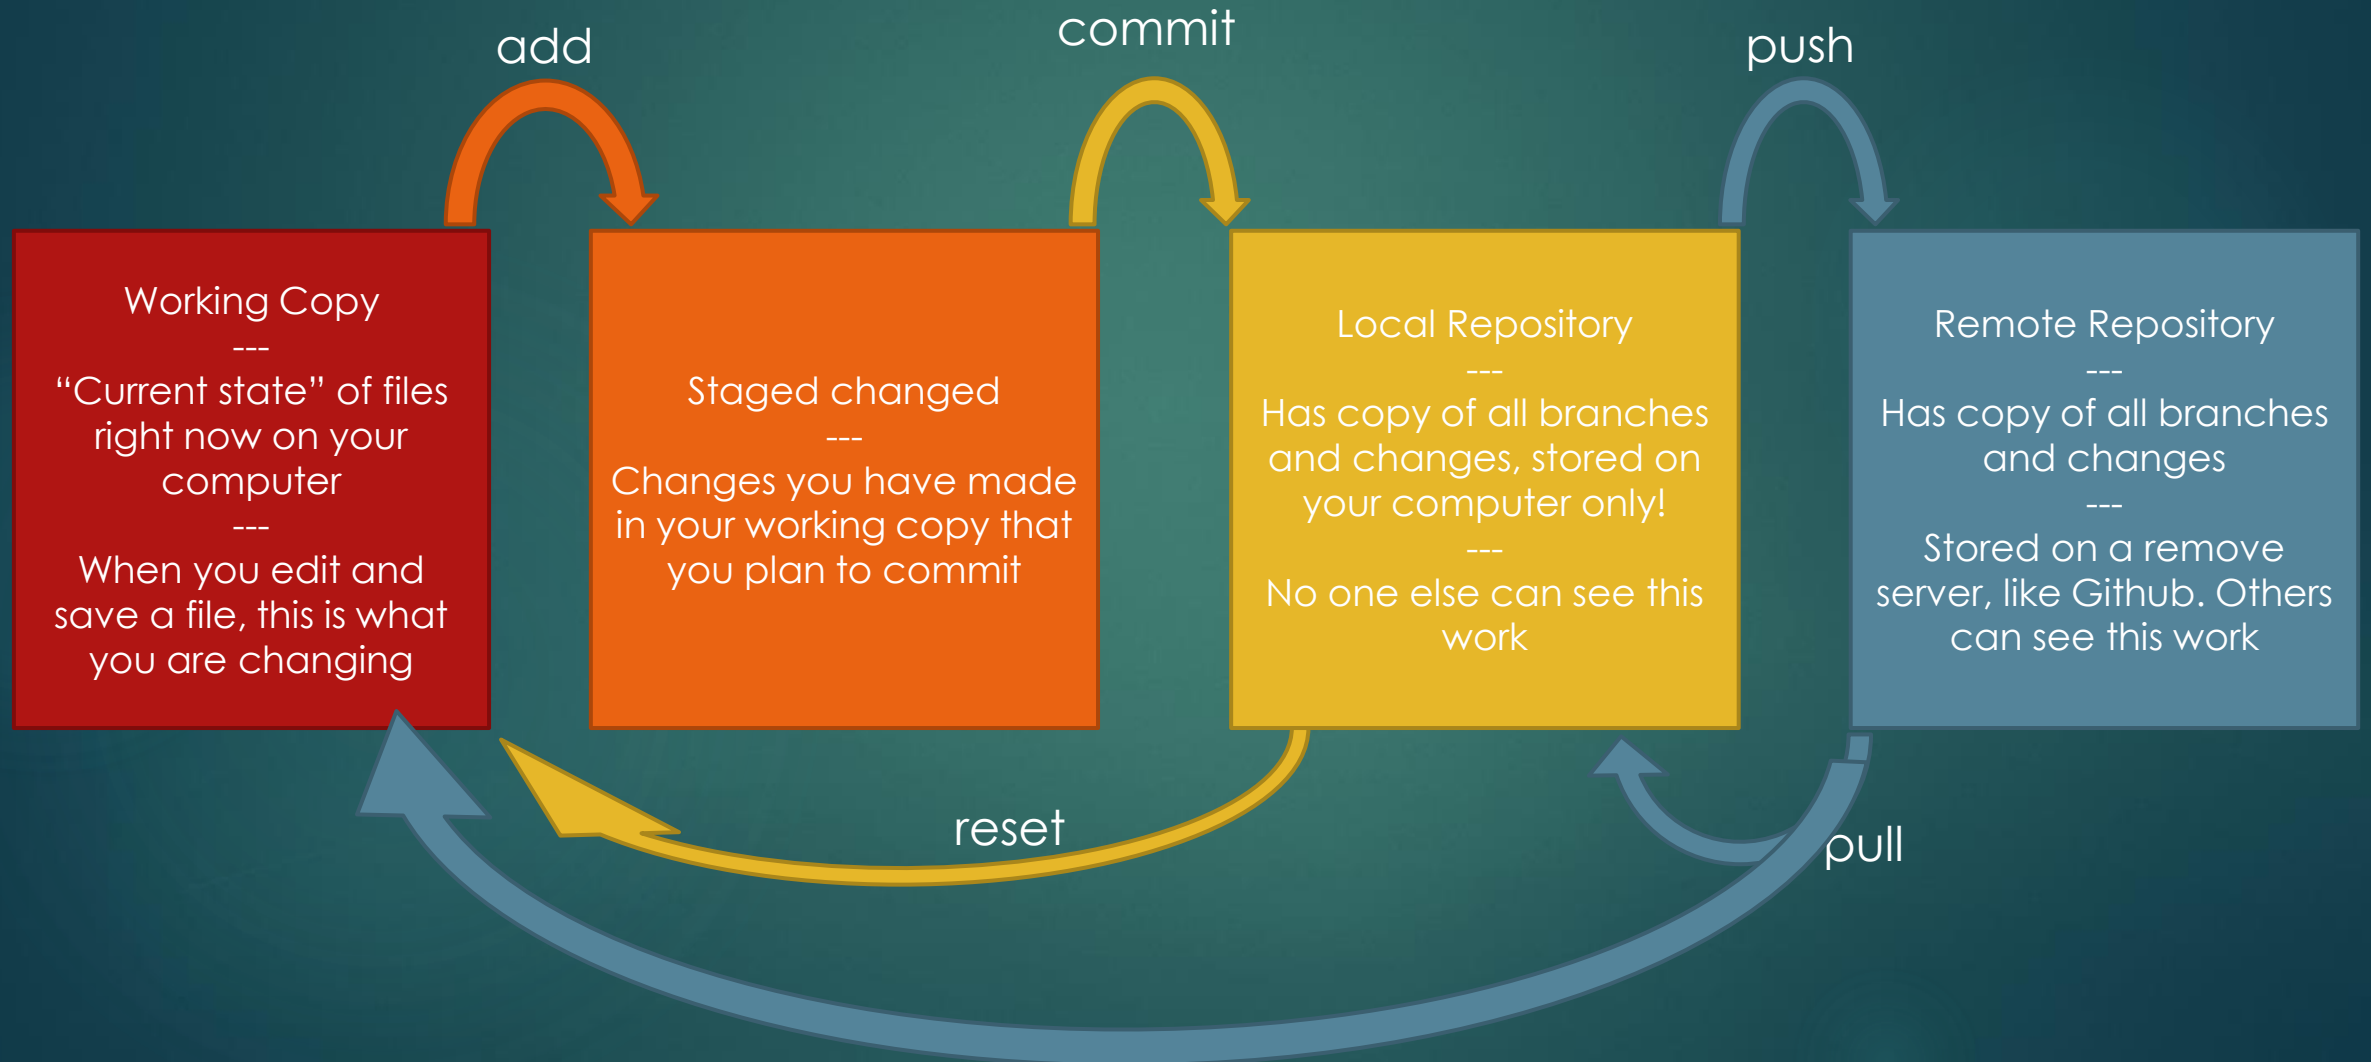 add
commit
push
Working Copy
---
“Current state” of files
right now on your
computer
---
When you edit and
save a file, this is what
you are changing
Staged changed
---
Changes you have made
in your working copy that
you plan to commit
Local Repository
---
Has copy of all branches
and changes, stored on
your computer only!
---
No one else can see this
work
Remote Repository
---
Has copy of all branches
and changes
---
Stored on a remove
server, like Github. Others
can see this work
reset
pull